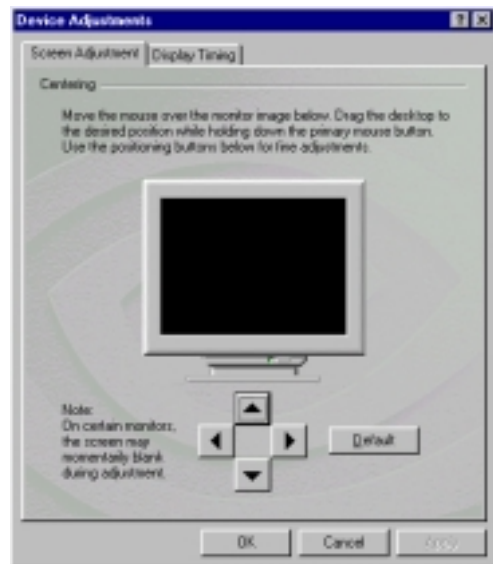 Device Adjustments
Screen Adjustment
Display Timing
Centering
Move the mouse over the monitor image below. Drag the desktop to
the desired position while holding down the primary mouse button.
Use the positioning buttons below for fine adjustments.
Note:
On certain monitors,
the screen may
momentarily blank
during adjustment.
Default
OK
Cancel
Apply